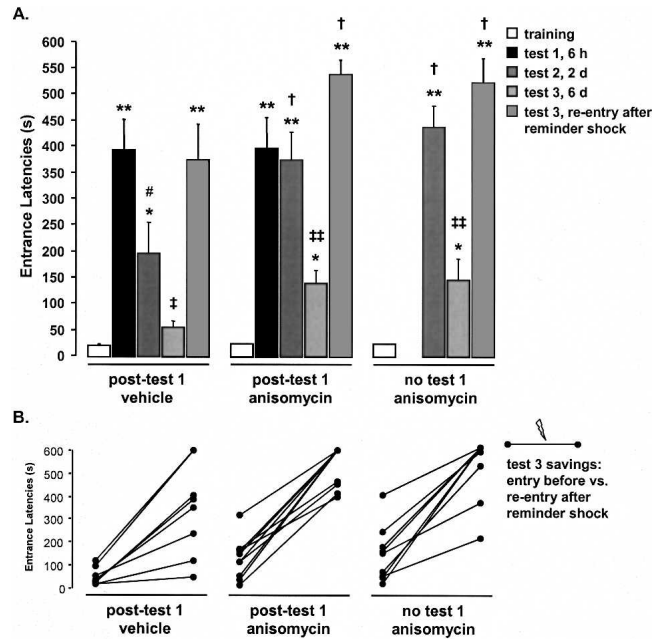 A.
training
test 1, 6 h
test 2, 2 d
test 3, 6 d
test 3, re-entry after
reminder shock
Entrance Latencies (s)
600
550
500
450
400
350
300
250
200
150
100
50
0
**
#
*
‡
**
**
†
**
‡‡
*
†
**
†
**
‡‡
*
†
**
post-test 1
vehicle
post-test 1
anisomycin
no test 1
anisomycin
B.
Entrance Latencies (s)
600
500
400
300
200
100
0
post-test 1
vehicle
post-test 1
anisomycin
no test 1
anisomycin
test 3 savings:
entry before vs.
re-entry after
reminder shock